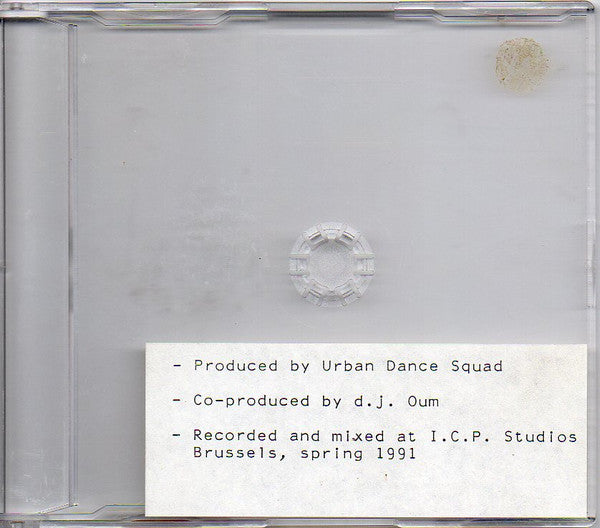 - Produced by Urban Dance Squad
- Co-produced by d.j. Oum
- Recorded and mixed at I.C.P. Studios
Brussels, spring 1991